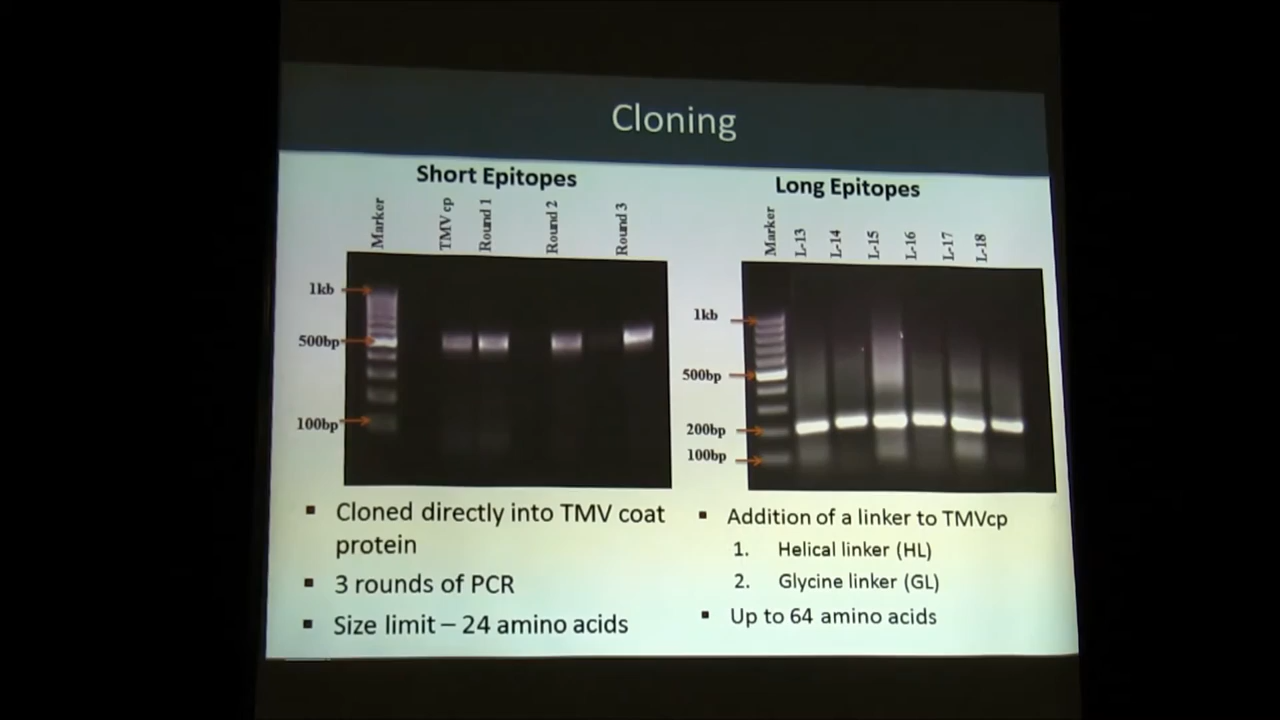 Cloning
Short Epitopes
Marker
TMV cp
Round 1
Round 2
Round 3
1kb
500bp
100bp
▪ Cloned directly into TMV coat
protein
▪ 3 rounds of PCR
▪ Size limit – 24 amino acids
Long Epitopes
Marker
L-13
L-14
L-15
L-16
L-17
L-18
1kb
500bp
200bp
100bp
▪ Addition of a linker to TMVcp
1. Helical linker (HL)
2. Glycine linker (GL)
▪ Up to 64 amino acids